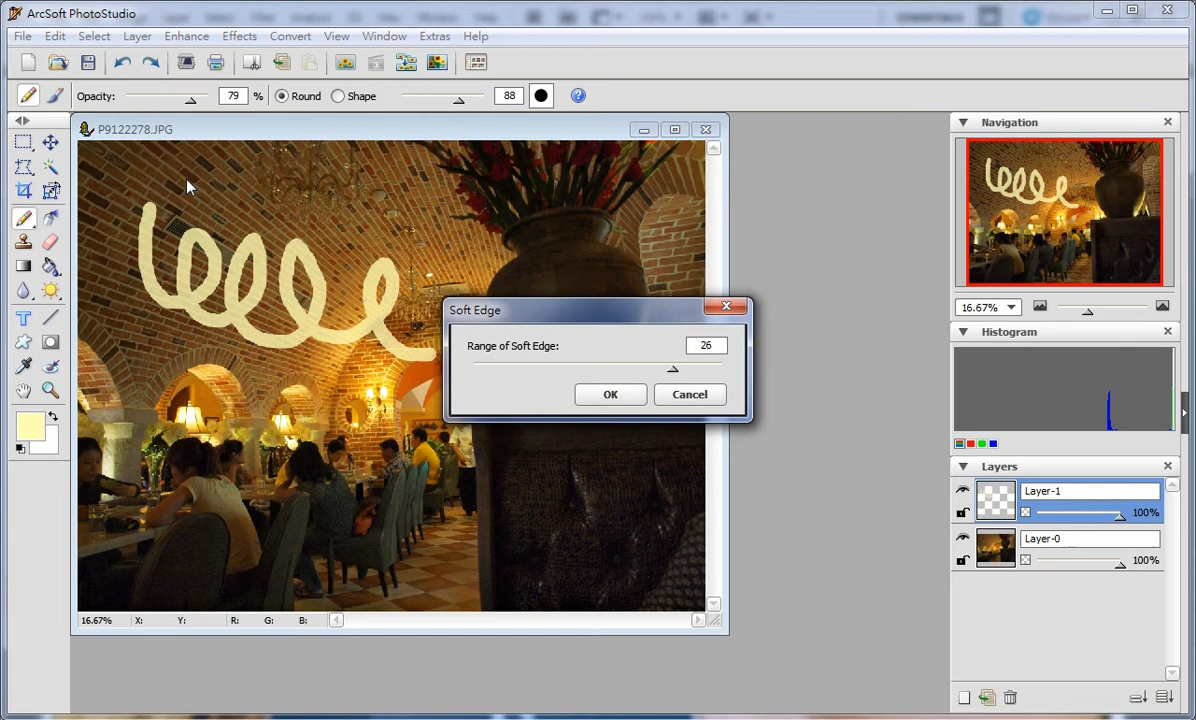 ArcSoft PhotoStudio
File Edit Select Layer Enhance Effects Convert View Window Extras Help
Opacity: 79 % Round Shape 88
P9122278.JPG
Navigation
16.67%
Histogram
Soft Edge
Range of Soft Edge: 26
OK Cancel
Layers
Layer-1
100%
Layer-0
100%
16.67% X: Y: R: G: B: